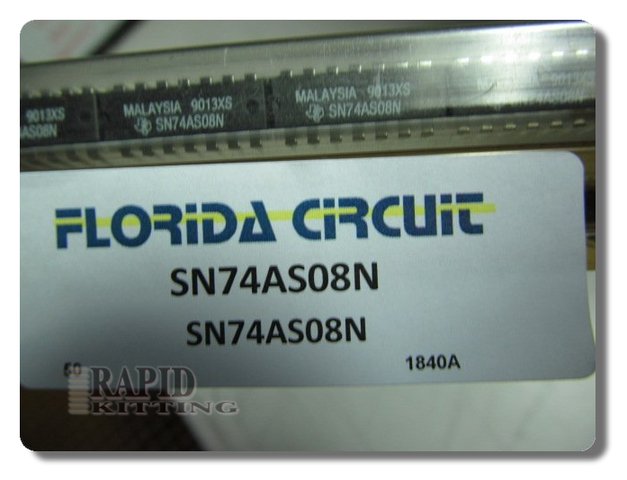 9013XS
MALAYSIA 9013XS
MALAYSIA 9013XS
AS08N
SN74AS08N
SN74AS08N
FLORIDA CIRCUIT
SN74AS08N
SN74AS08N
50
1840A
RAPID
KITTING